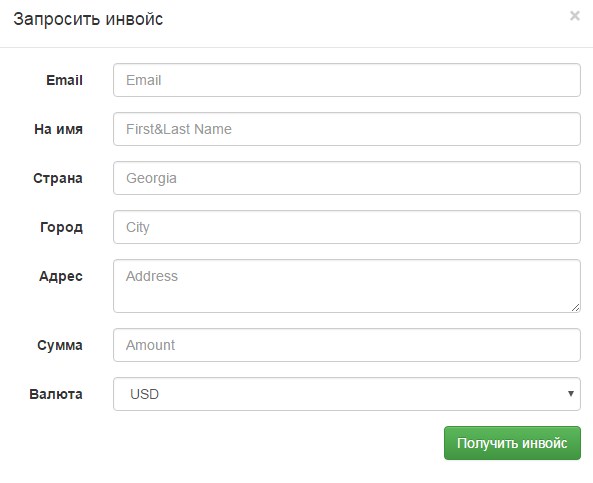 Запросить инвойс ×
Email Email
На имя First&Last Name
Страна Georgia
Город City
Адрес Address
Сумма Amount
Валюта USD
Получить инвойс